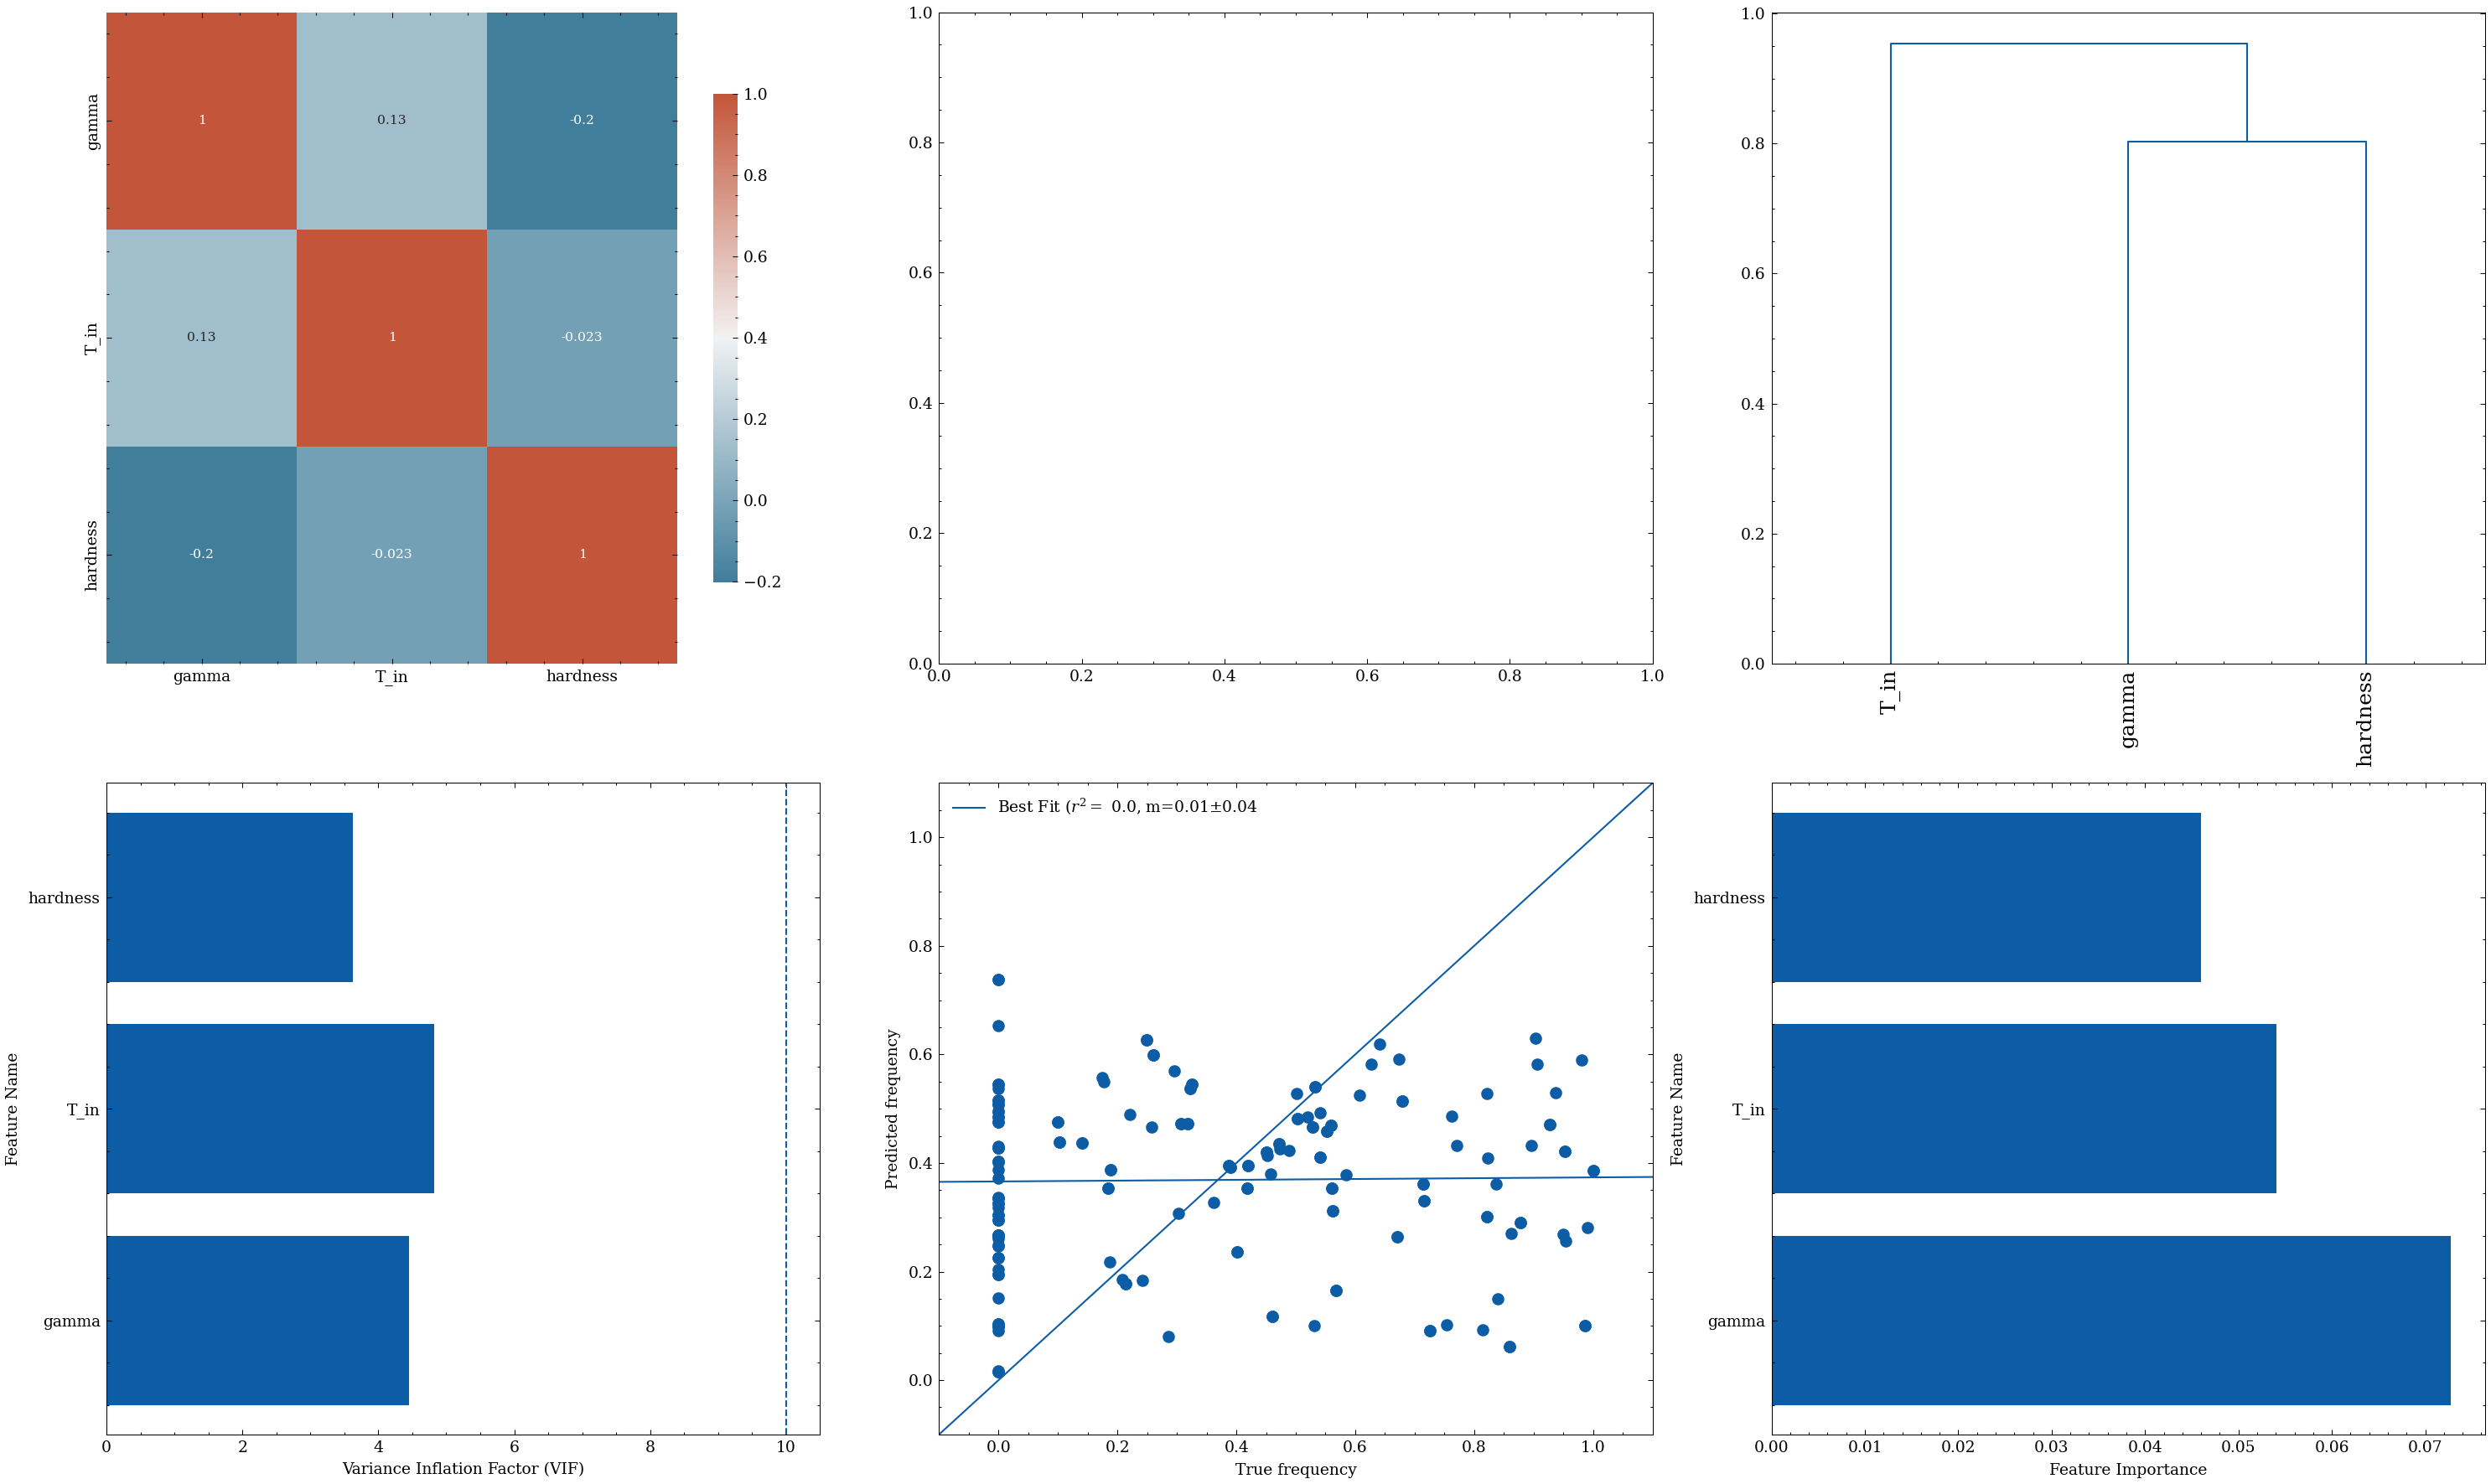 gamma
1
0.13
-0.2
T_in
0.13
1
-0.023
hardness
-0.2
-0.023
1
gamma T_in hardness
1.0
0.8
0.6
0.4
0.2
0.0
−0.2
1.0
0.8
0.6
0.4
0.2
0.0
0.0 0.2 0.4 0.6 0.8 1.0
1.0
0.8
0.6
0.4
0.2
0.0
T_in gamma hardness
Feature Name
hardness
T_in
gamma
0 2 4 6 8 10
Variance Inflation Factor (VIF)
Best Fit (r² = 0.0, m=0.01±0.04
Predicted frequency
1.0
0.8
0.6
0.4
0.2
0.0
0.0 0.2 0.4 0.6 0.8 1.0
True frequency
Feature Name
hardness
T_in
gamma
0.00 0.01 0.02 0.03 0.04 0.05 0.06 0.07
Feature Importance